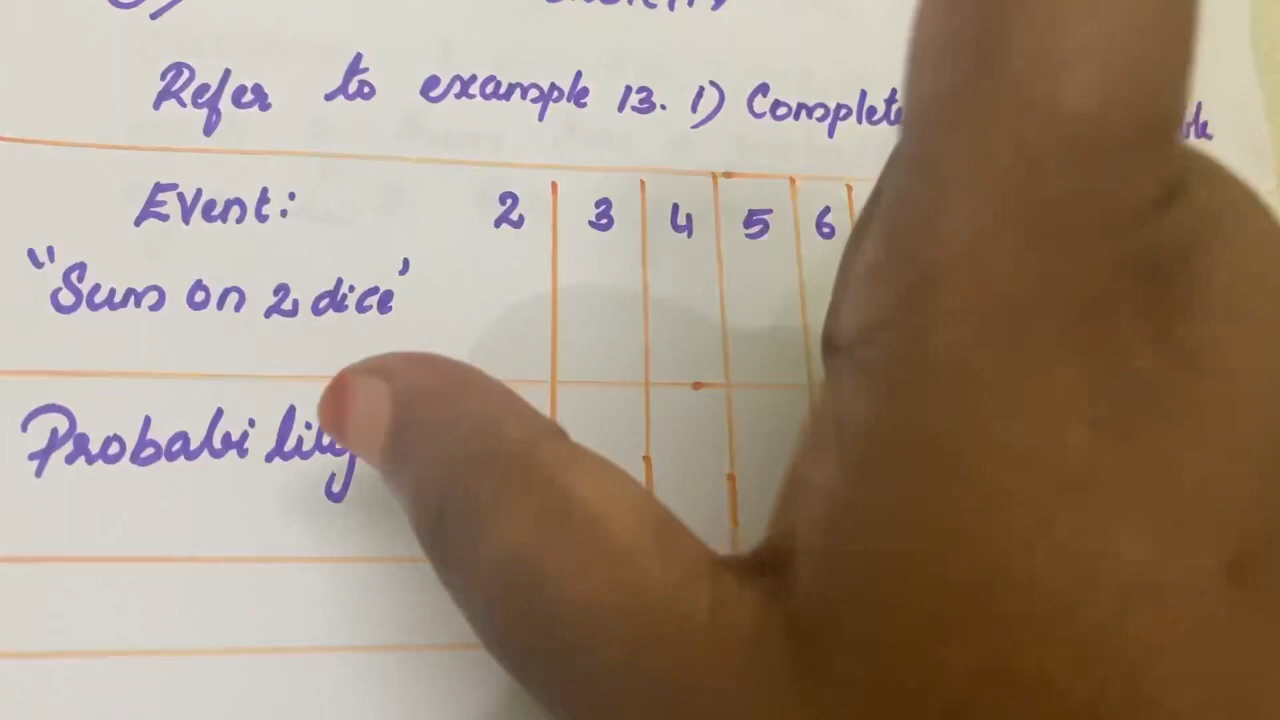 Refer to example 13. 1) Complete
Event: 2 3 4 5 6
"Sum on 2 dice'
Probability